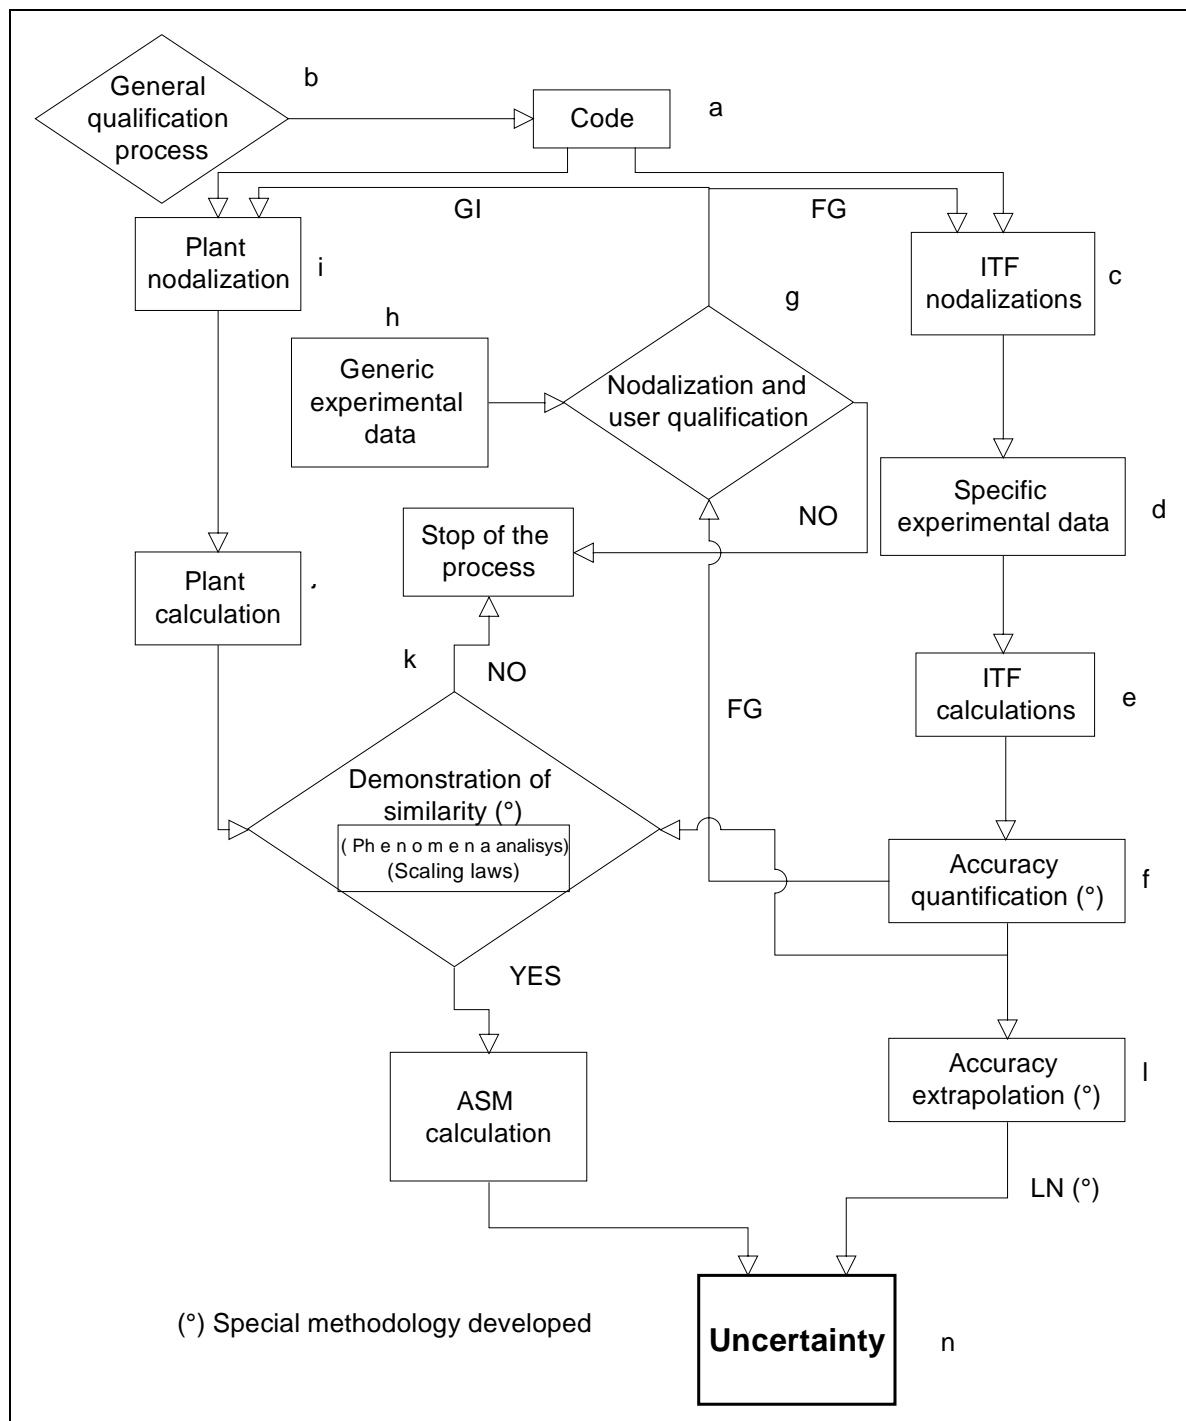 General
qualification
process
b
Code
a
GI
FG
Plant
nodalization
i
ITF
nodalizations
c
h
g
Generic
experimental
data
Nodalization and
user qualification
Specific
experimental data
d
NO
Stop of the
process
Plant
calculation
k
NO
FG
ITF
calculations
e
Demonstration of
similarity (°)
( Ph e n o m e n a analisys)
(Scaling laws)
Accuracy
quantification (°)
f
YES
ASM
calculation
Accuracy
extrapolation (°)
l
LN (°)
(°) Special methodology developed
Uncertainty
n